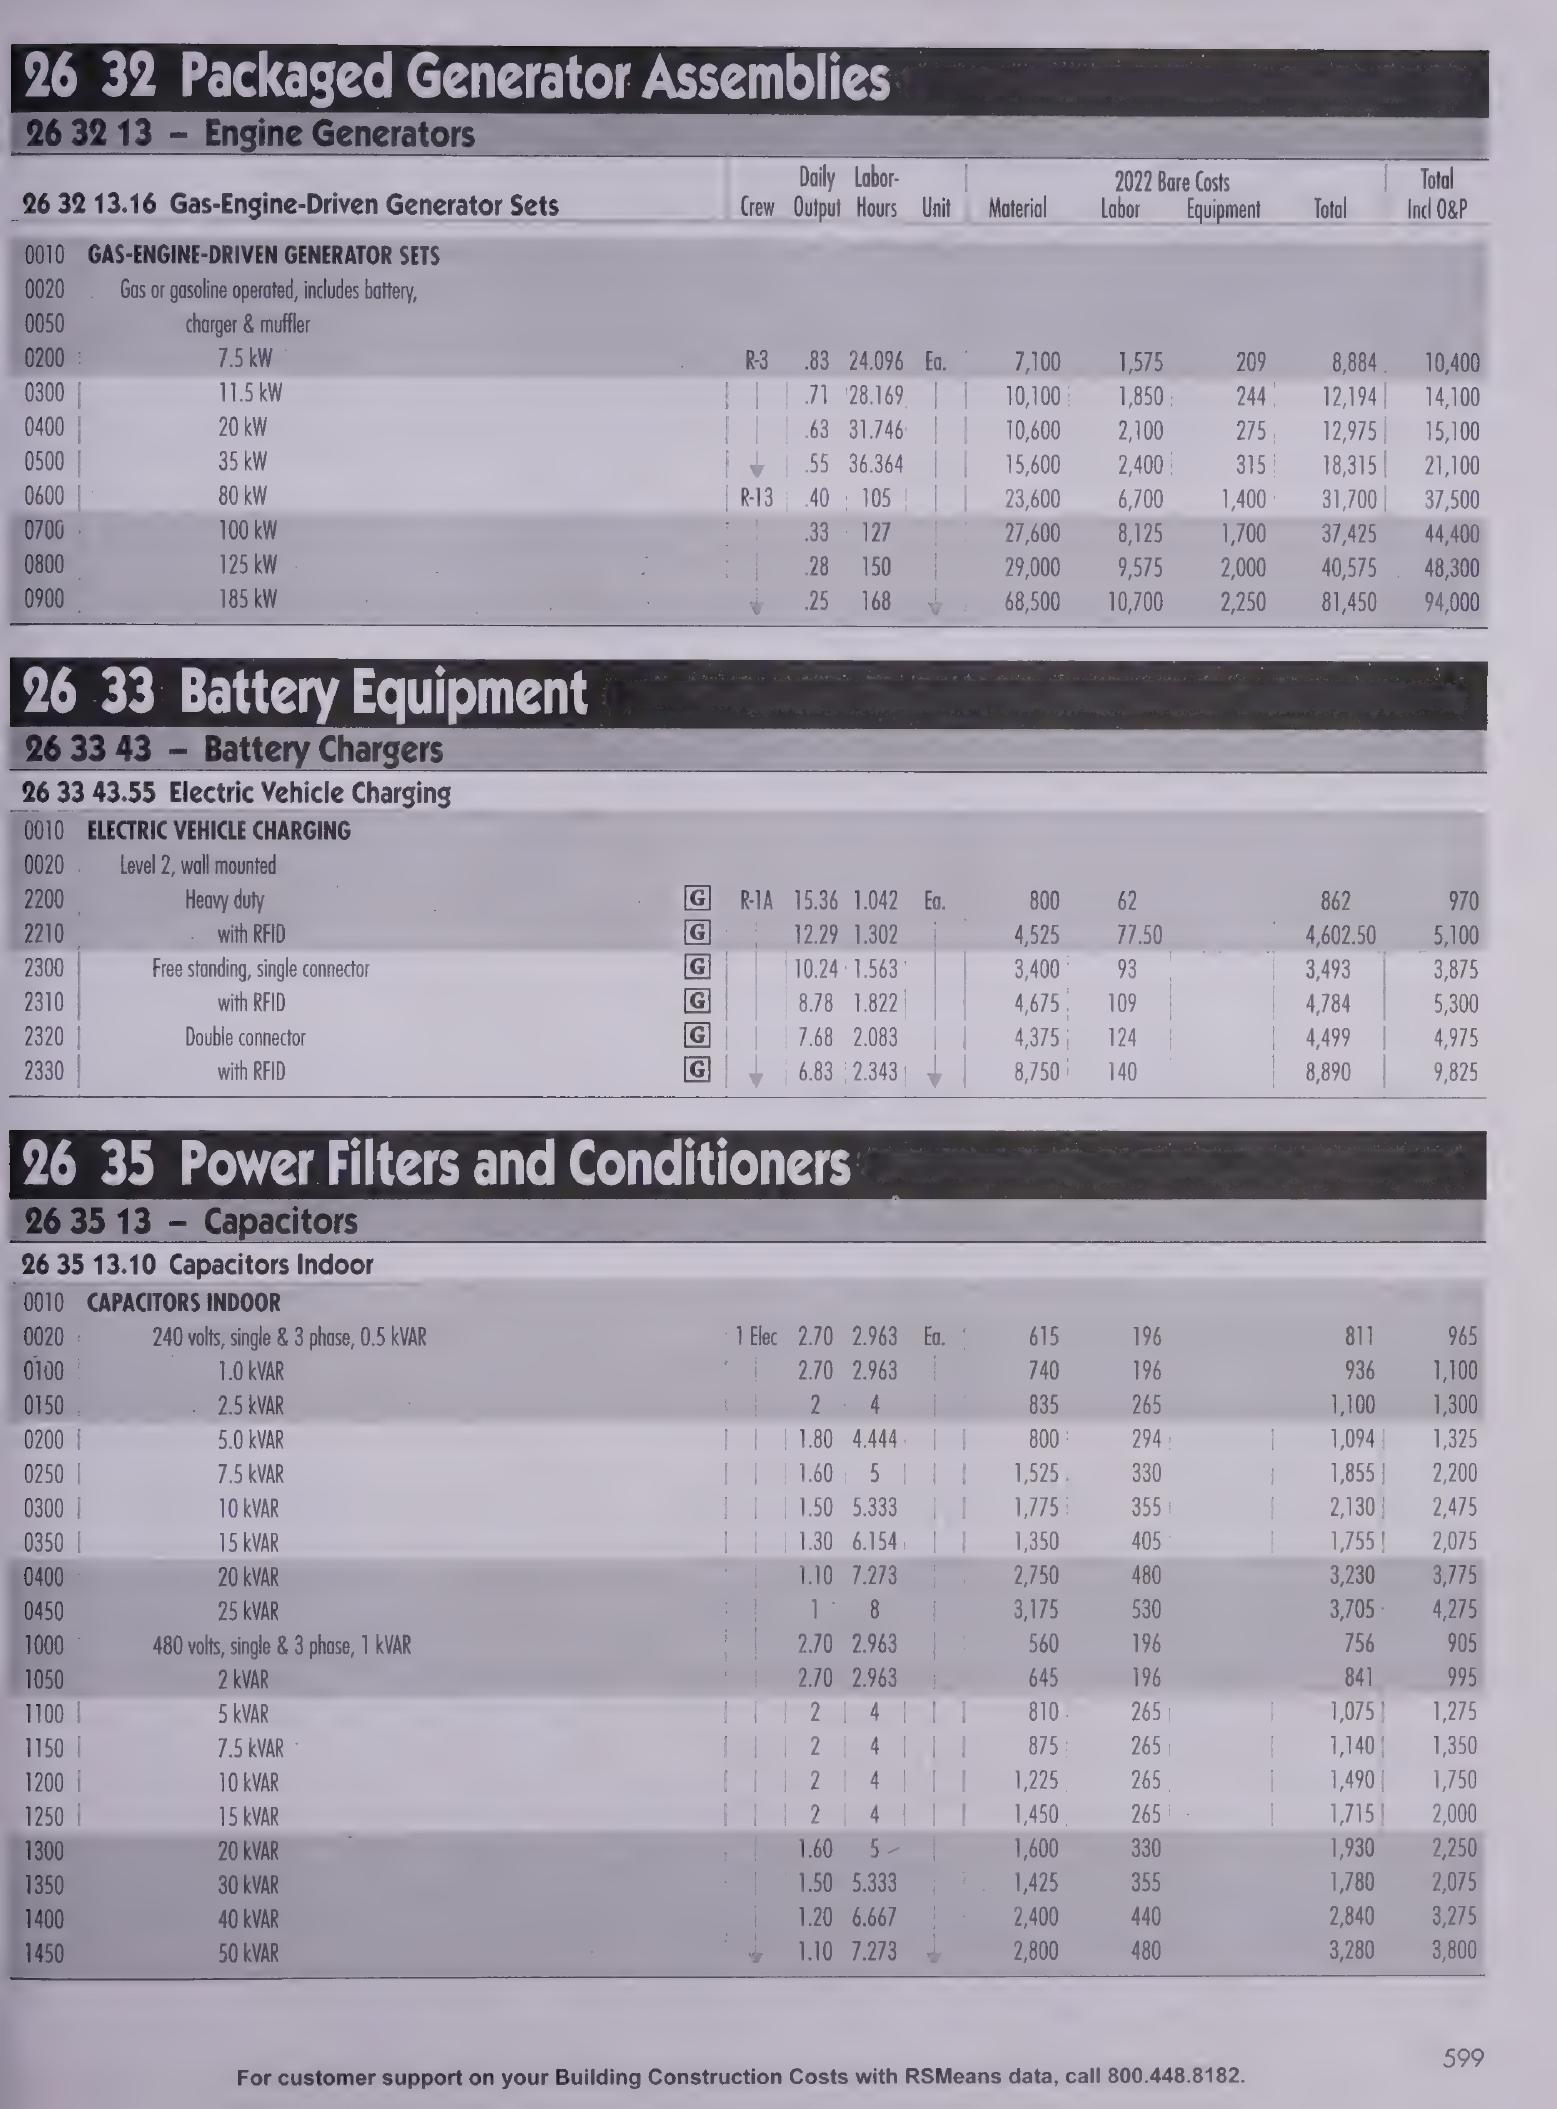 26 32 Packaged Generator Assemblies
26 32 13 – Engine Generators
Daily Labor- 2022 Bare Costs Total
26 32 13.16 Gas-Engine-Driven Generator Sets Crew Output Hours Unit Material Labor Equipment Total Incl O&P
0010 GAS-ENGINE-DRIVEN GENERATOR SETS
0020 Gas or gasoline operated, includes battery,
0050 charger & muffler
0200 7.5 kW R-3 .83 24.096 Ea. 7,100 1,575 209 8,884 10,400
0300 11.5 kW .71 28.169 10,100 1,850 244 12,194 14,100
0400 20 kW .63 31.746 10,600 2,100 275 12,975 15,100
0500 35 kW .55 36.364 15,600 2,400 315 18,315 21,100
0600 80 kW R-13 .40 105 23,600 6,700 1,400 31,700 37,500
0700 100 kW .33 127 27,600 8,125 1,700 37,425 44,400
0800 125 kW .28 150 29,000 9,575 2,000 40,575 48,300
0900 185 kW .25 168 68,500 10,700 2,250 81,450 94,000
26 33 Battery Equipment
26 33 43 – Battery Chargers
26 33 43.55 Electric Vehicle Charging
0010 ELECTRIC VEHICLE CHARGING
0020 Level 2, wall mounted
2200 Heavy duty G R-1A 15.36 1.042 Ea. 800 62 862 970
2210 with RFID G 12.29 1.302 4,525 77.50 4,602.50 5,100
2300 Free standing, single connector G 10.24 1.563 3,400 93 3,493 3,875
2310 with RFID G 8.78 1.822 4,675 109 4,784 5,300
2320 Double connector G 7.68 2.083 4,375 124 4,499 4,975
2330 with RFID G 6.83 2.343 8,750 140 8,890 9,825
26 35 Power Filters and Conditioners
26 35 13 – Capacitors
26 35 13.10 Capacitors Indoor
0010 CAPACITORS INDOOR
0020 240 volts, single & 3 phase, 0.5 kVAR 1 Elec 2.70 2.963 Ea. 615 196 811 965
0100 1.0 kVAR 2.70 2.963 740 196 936 1,100
0150 2.5 kVAR 2 4 835 265 1,100 1,300
0200 5.0 kVAR 1.80 4.444 800 294 1,094 1,325
0250 7.5 kVAR 1.60 5 1,525 330 1,855 2,200
0300 10 kVAR 1.50 5.333 1,775 355 2,130 2,475
0350 15 kVAR 1.30 6.154 1,350 405 1,755 2,075
0400 20 kVAR 1.10 7.273 2,750 480 3,230 3,775
0450 25 kVAR 1 8 3,175 530 3,705 4,275
1000 480 volts, single & 3 phase, 1 kVAR 2.70 2.963 560 196 756 905
1050 2 kVAR 2.70 2.963 645 196 841 995
1100 5 kVAR 2 4 810 265 1,075 1,275
1150 7.5 kVAR 2 4 875 265 1,140 1,350
1200 10 kVAR 2 4 1,225 265 1,490 1,750
1250 15 kVAR 2 4 1,450 265 1,715 2,000
1300 20 kVAR 1.60 5 1,600 330 1,930 2,250
1350 30 kVAR 1.50 5.333 1,425 355 1,780 2,075
1400 40 kVAR 1.20 6.667 2,400 440 2,840 3,275
1450 50 kVAR 1.10 7.273 2,800 480 3,280 3,800
For customer support on your Building Construction Costs with RSMeans data, call 800.448.8182.
599